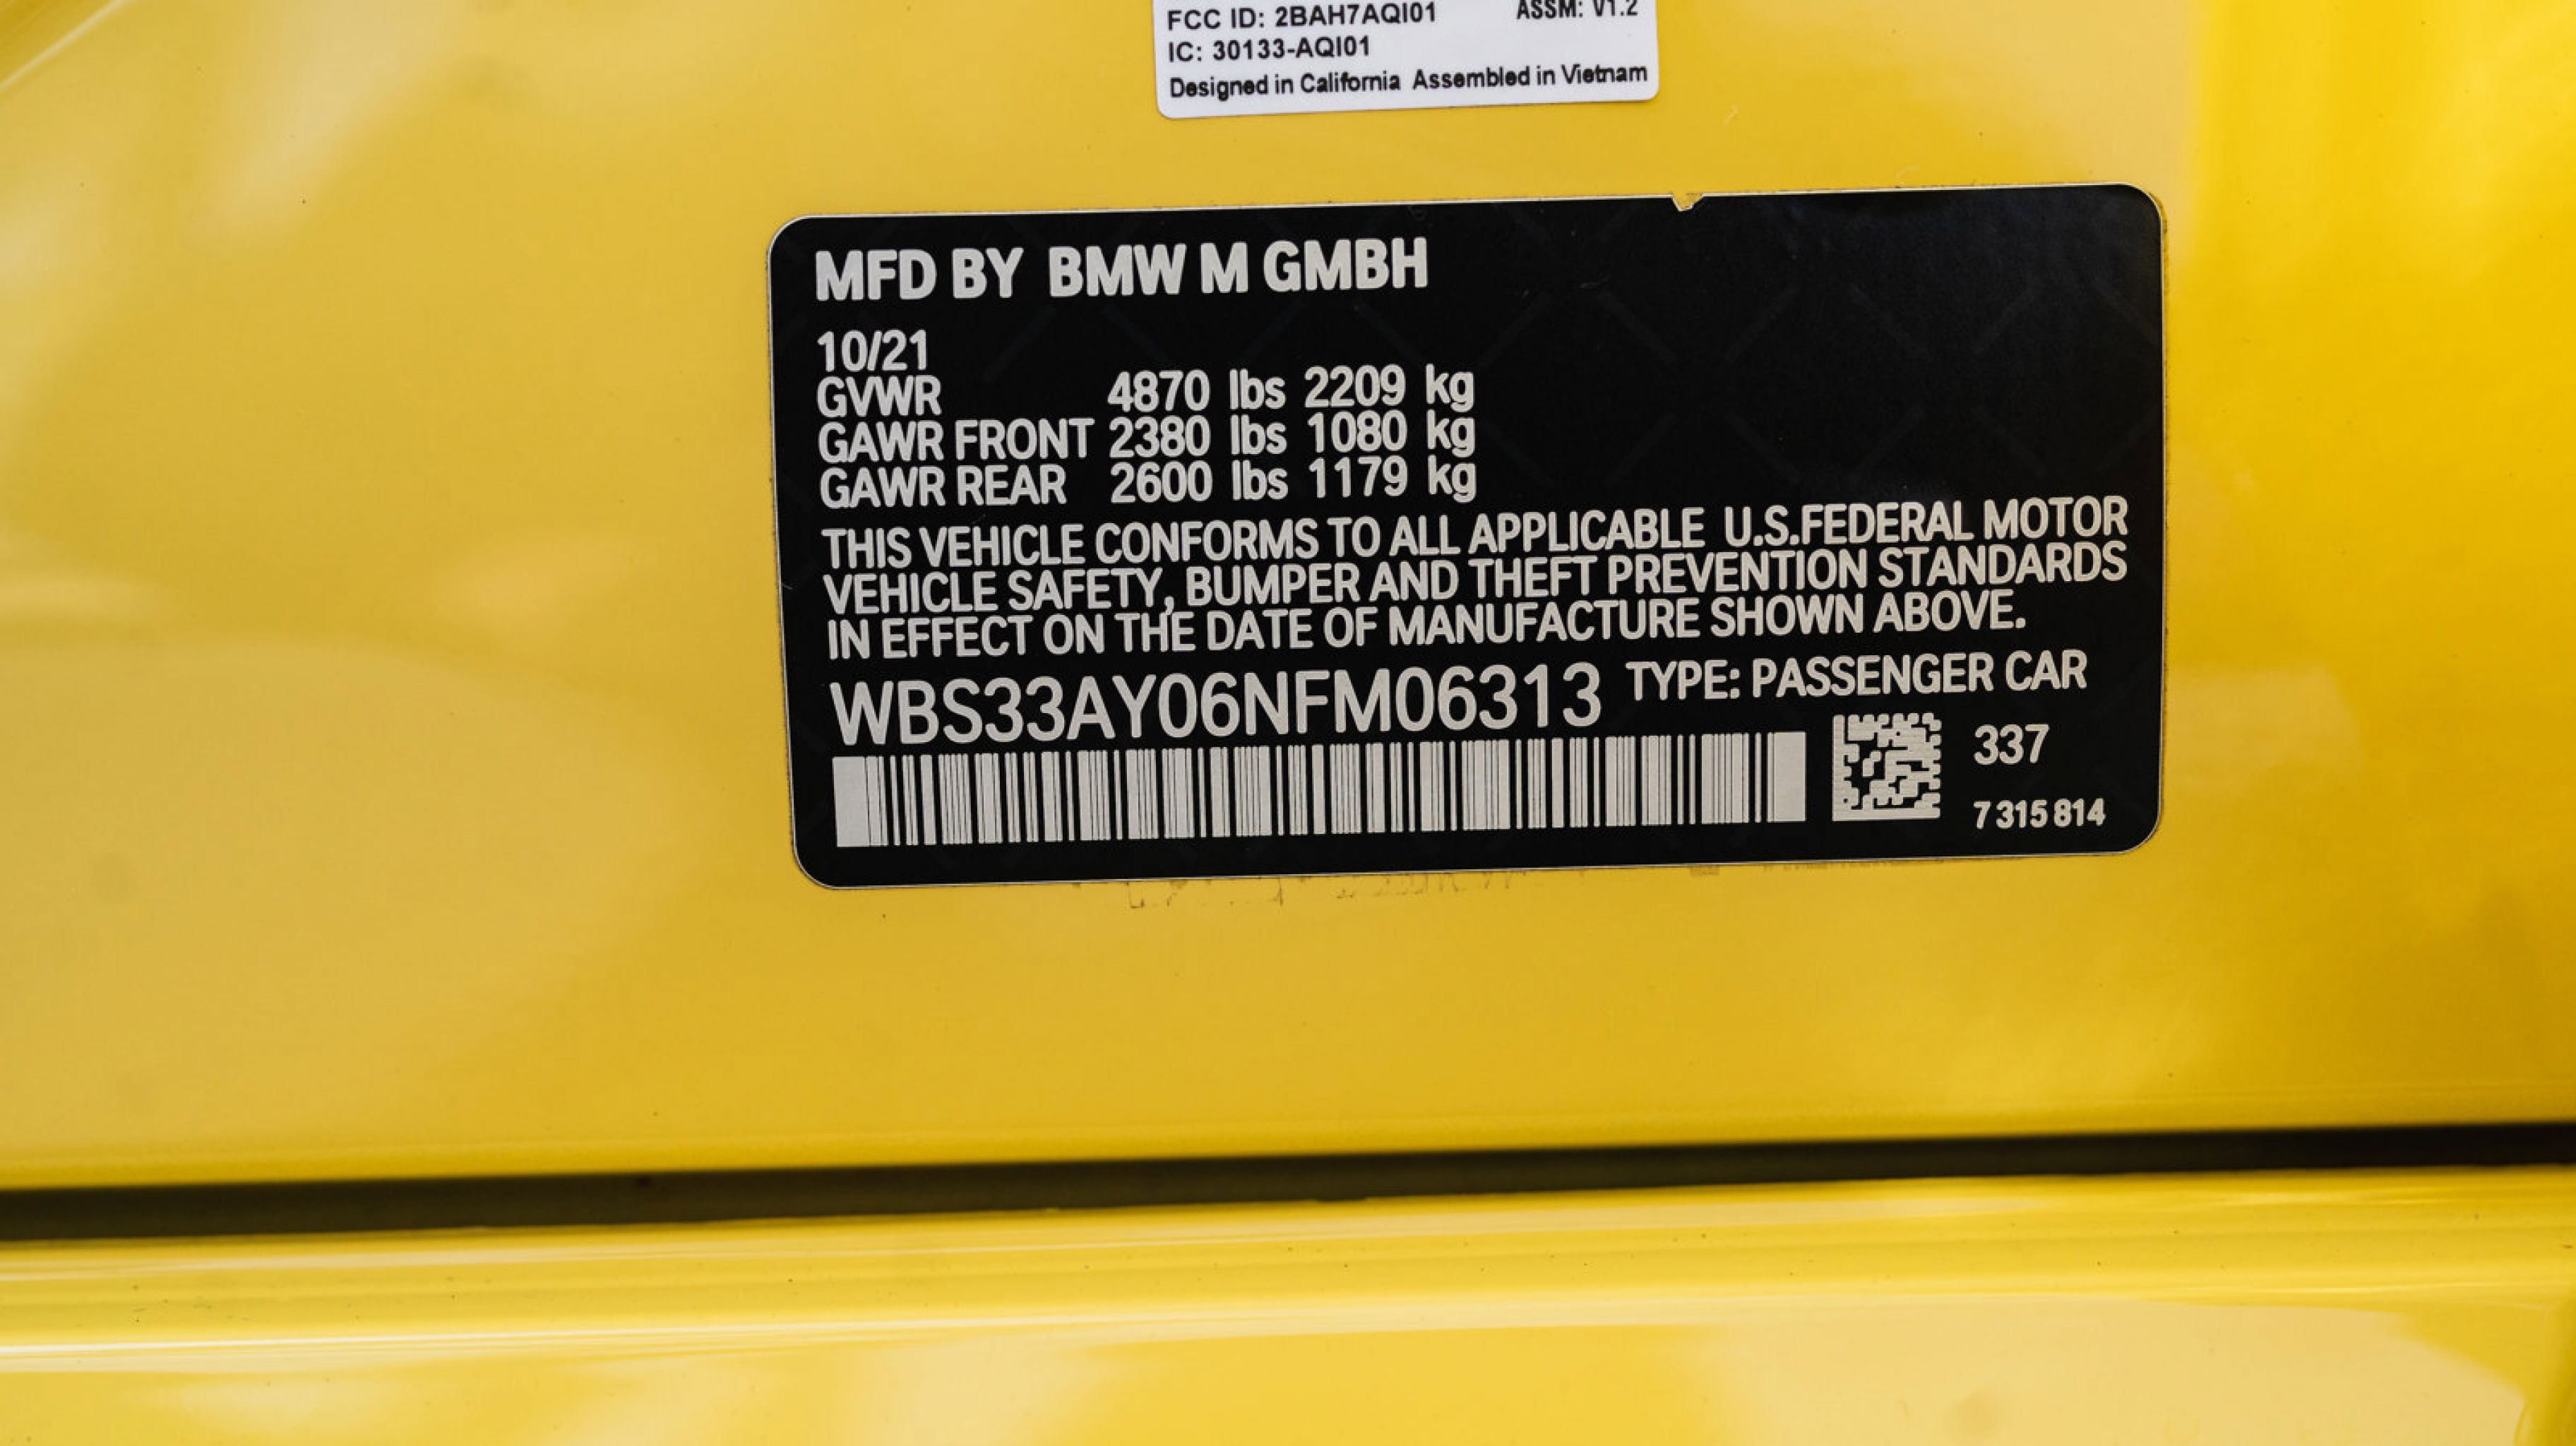 FCC ID: 2BAH7AQI01 ASSM: V1.2
IC: 30133-AQI01
Designed in California Assembled in Vietnam
MFD BY BMW M GMBH
10/21
GVWR 4870 lbs 2209 kg
GAWR FRONT 2380 lbs 1080 kg
GAWR REAR 2600 lbs 1179 kg
THIS VEHICLE CONFORMS TO ALL APPLICABLE U.S.FEDERAL MOTOR
VEHICLE SAFETY, BUMPER AND THEFT PREVENTION STANDARDS
IN EFFECT ON THE DATE OF MANUFACTURE SHOWN ABOVE.
WBS33AY06NFM06313 TYPE: PASSENGER CAR
337
7 315 814